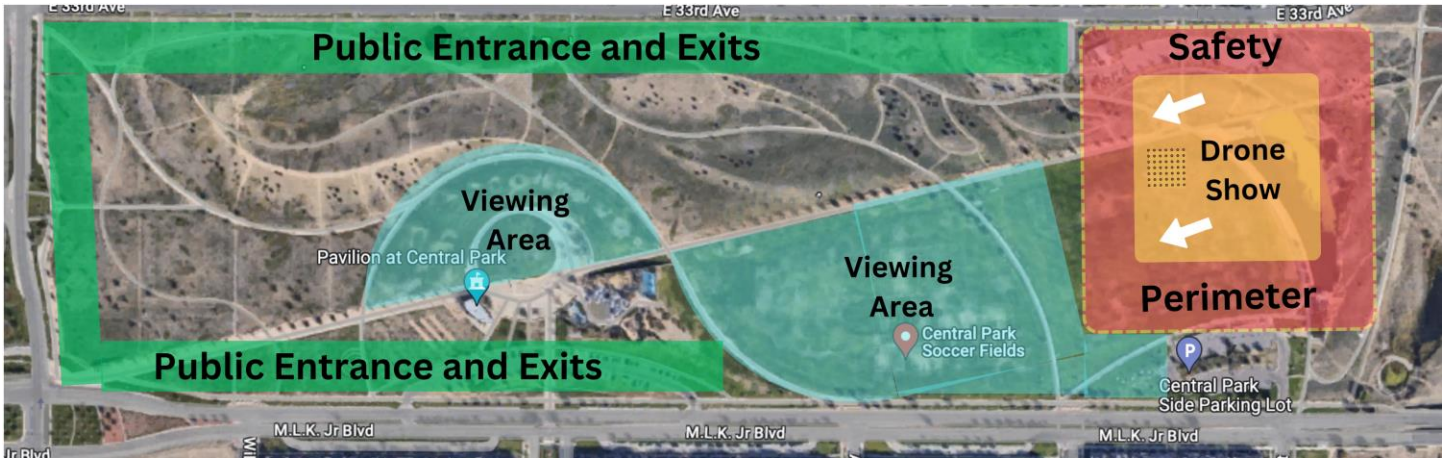 E 33rd Ave
E 33rd Ave
E 33rd Ave
Public Entrance and Exits
Safety
Drone
Show
Viewing
Area
Pavilion at Central Park
Viewing
Area
Perimeter
Central Park
Soccer Fields
Public Entrance and Exits
Central Park
Side Parking Lot
P
M.L.K. Jr Blvd
M.L.K. Jr Blvd
M.L.K. Jr Blvd
Jr Blvd